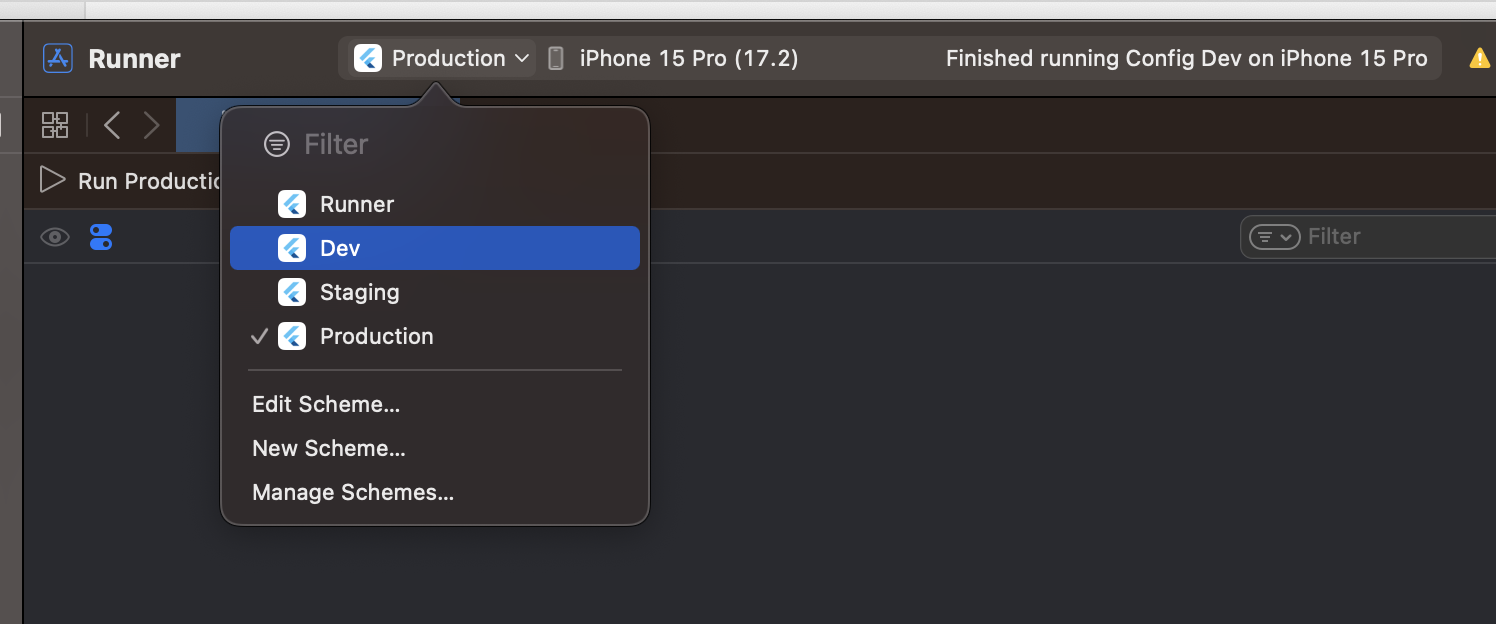 Runner
Production
iPhone 15 Pro (17.2)
Finished running Config Dev on iPhone 15 Pro
Filter
Run Productio
Runner
Dev
Filter
Staging
Production
Edit Scheme...
New Scheme...
Manage Schemes...